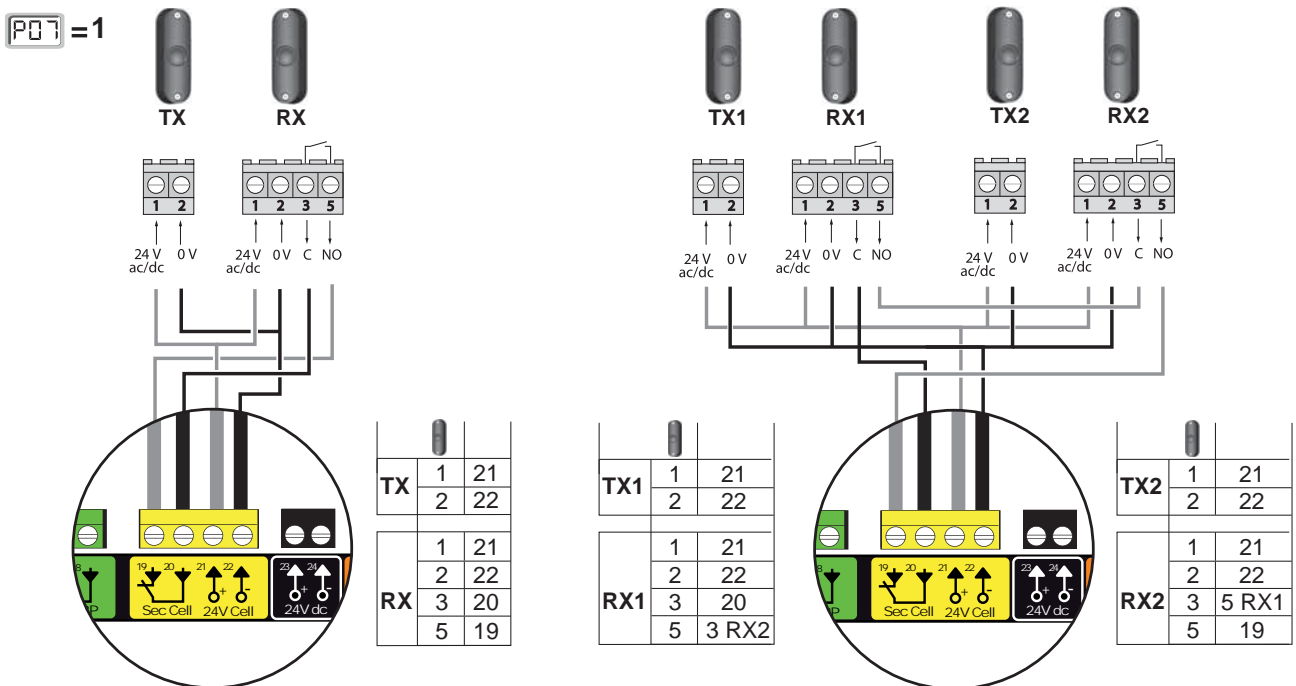 P07 =1
TX RX
1 2
1 2 3 5
24 V ac/dc 0 V
24 V ac/dc 0 V C NO
TX 1 21
2 22
RX 1 21
2 22
3 20
5 19
8 19 20 21 22 23 24
Sec Cell 24V Cell 24V dc
+ - + -
TX1 RX1 TX2 RX2
1 2
1 2 3 5
1 2
1 2 3 5
24 V ac/dc 0 V
24 V ac/dc 0 V C NO
24 V ac/dc 0 V
24 V ac/dc 0 V C NO
TX1 1 21
2 22
RX1 1 21
2 22
3 20
5 3 RX2
8 19 20 21 22 23 24
Sec Cell 24V Cell 24V dc
+ - + -
TX2 1 21
2 22
RX2 1 21
2 22
3 5 RX1
5 19